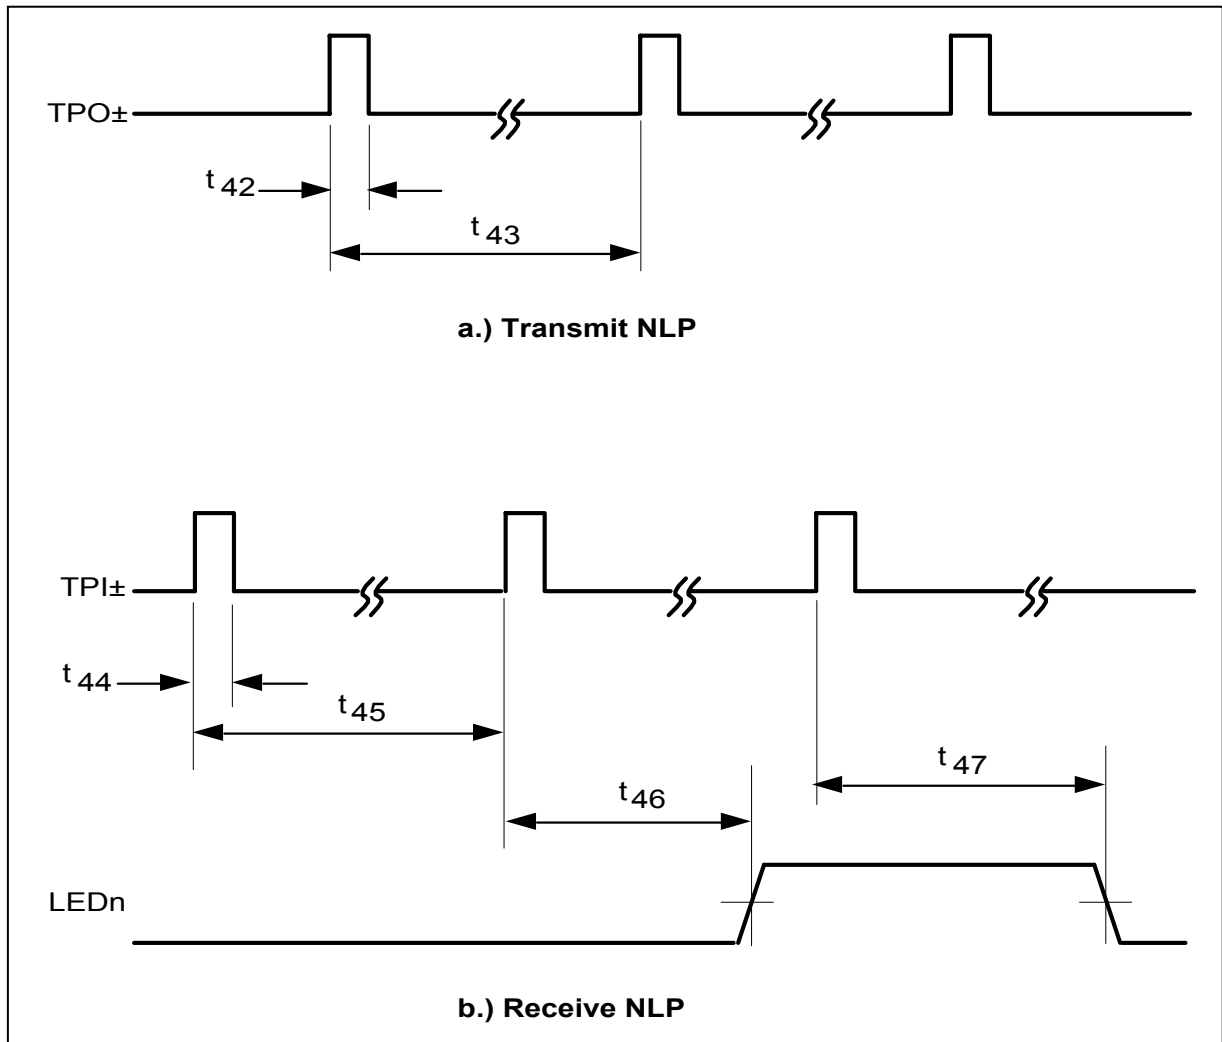 TPO±
t 42
t 43
a.) Transmit NLP
TPI±
t 44
t 45
t 46
t 47
LEDn
b.) Receive NLP